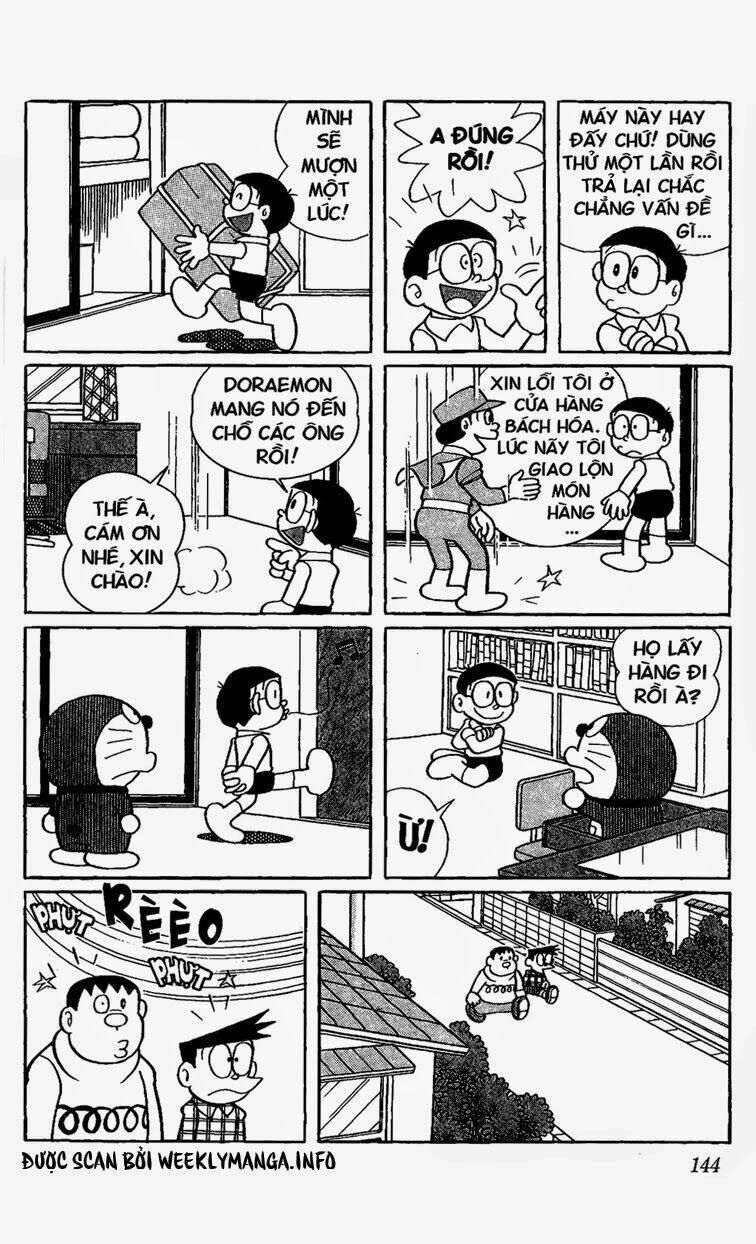 MÁY NÀY HAY
ĐẤY CHỨ! DÙNG
THỬ MỘT LẦN RỒI
TRẢ LẠI CHẮC
CHẲNG VẤN ĐỀ
GÌ...
A ĐÚNG
RỒI!
MÌNH
SẼ
MƯỢN
MỘT
LÚC!
XIN LỖI TÔI Ở
CỬA HÀNG
BÁCH HÓA.
LÚC NÃY TÔI
GIAO LỘN
MÓN
HÀNG
...
DORAEMON
MANG NÓ ĐẾN
CHỖ CÁC ÔNG
RỒI!
THẾ À,
CÁM ƠN
NHÉ, XIN
CHÀO!
HỌ LẤY
HÀNG ĐI
RỒI À?
Ừ!
RÈÈO
PHỤT
PHỤT
ĐƯỢC SCAN BỞI WEEKLYMANGA.INFO
144